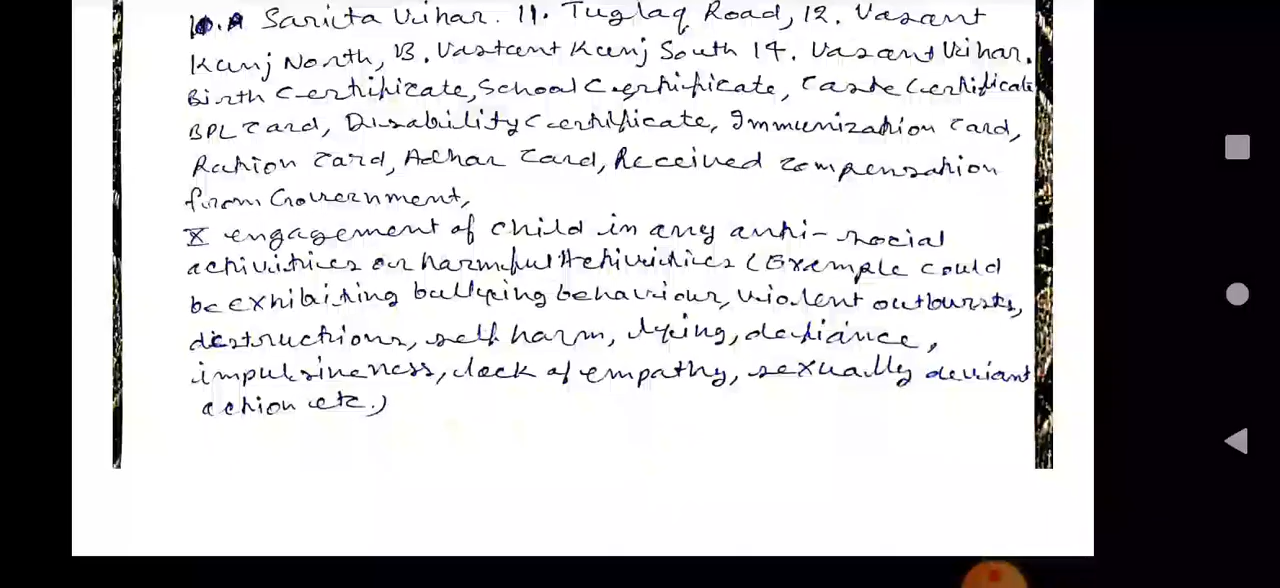 10. Sarita Vihar. 11. Tuglaq Road, 12. Vasant
Kunj North, 13. Vastant Kunj South 14. Vasant Vihar.
Birth Certificate, School Certificate, Caste Certificate
BPL Card, Disability Certificate, Immunization Card,
Ration Card, Adhar Card, Received compensation
from Government,
X engagement of child in any anti-social
activities or harmful Activities (Example could
be exhibiting bullying behaviour, violent outbursts,
distructions, self harm, lying, defiance,
impulsiveness, lack of empathy, sexually deviant
action etc.)